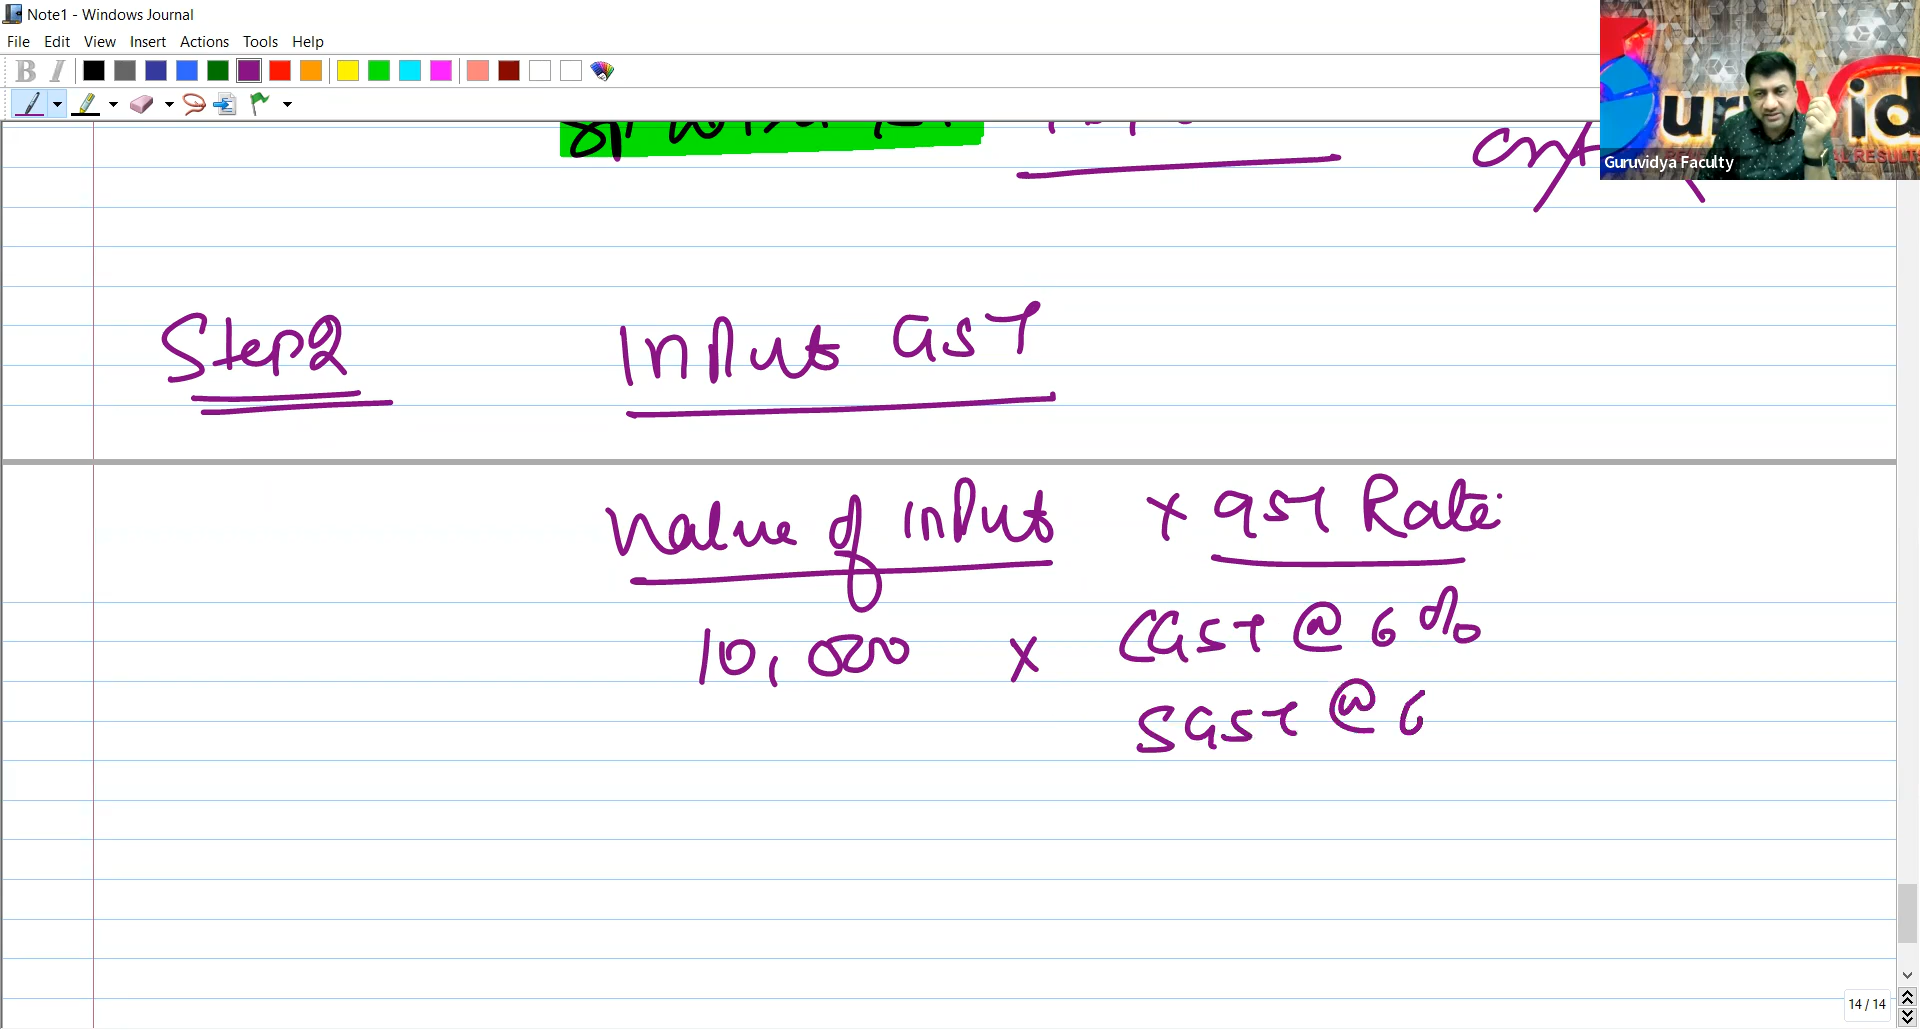 Note1 - Windows Journal
File Edit View Insert Actions Tools Help
B I
Guruvidya Faculty
Step2 Input GST
Value of Input x GST Rate
10,000 x CGST @ 6%
SGST @ 6
14 / 14